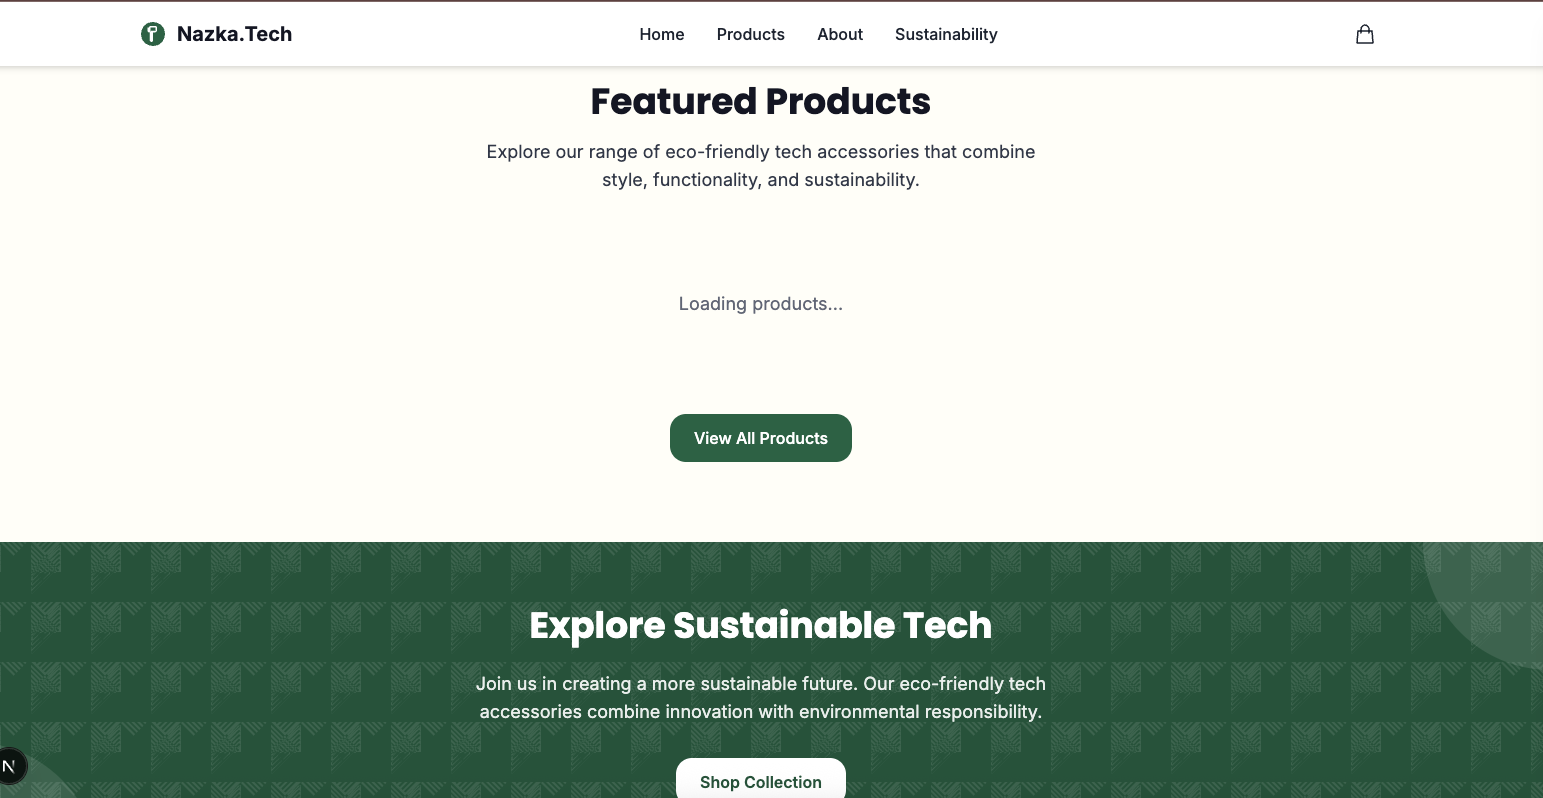 Nazka.Tech
Home
Products
About
Sustainability
Featured Products
Explore our range of eco-friendly tech accessories that combine
style, functionality, and sustainability.
Loading products...
View All Products
Explore Sustainable Tech
Join us in creating a more sustainable future. Our eco-friendly tech
accessories combine innovation with environmental responsibility.
N
Shop Collection